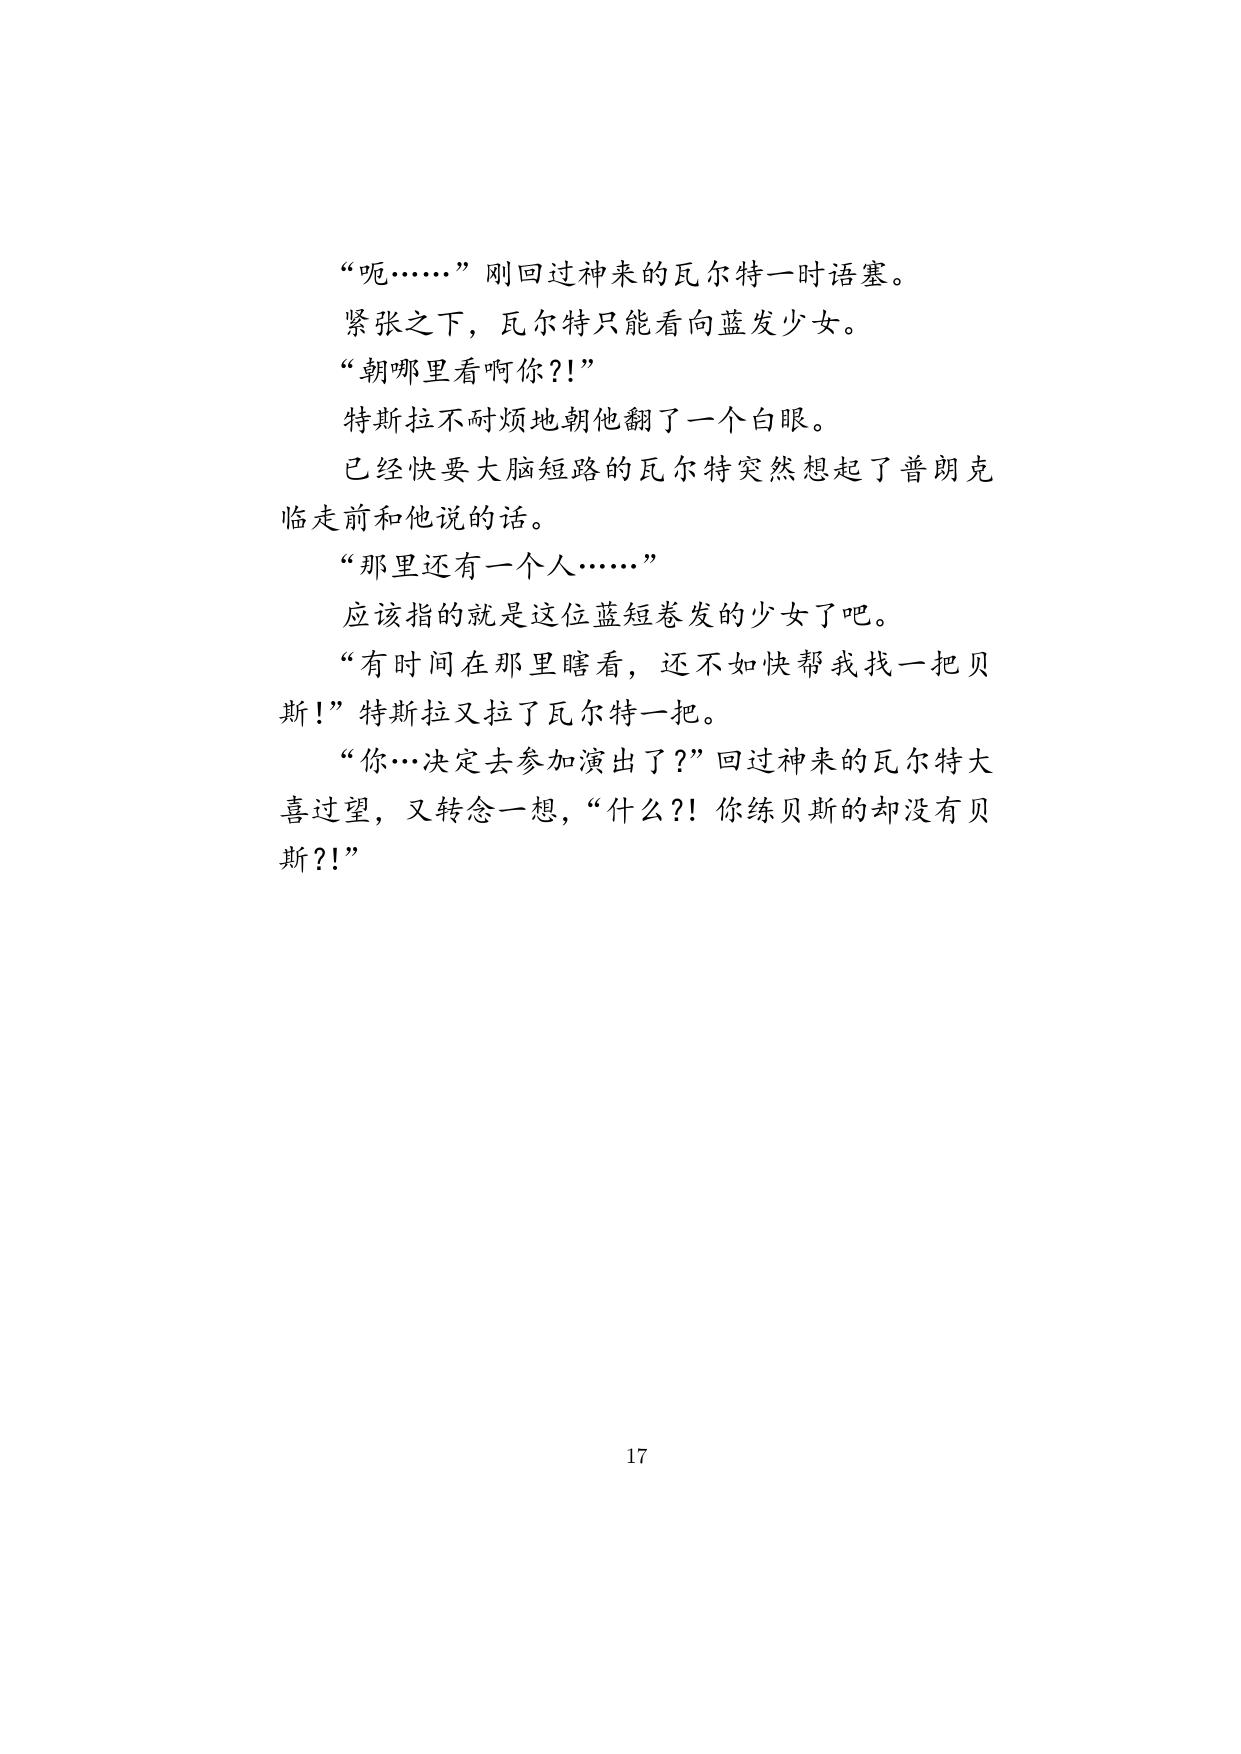 “呃……”刚回过神来的瓦尔特一时语塞。
紧张之下，瓦尔特只能看向蓝发少女。
“朝哪里看啊你?!”
特斯拉不耐烦地朝他翻了一个白眼。
已经快要大脑短路的瓦尔特突然想起了普朗克
临走前和他说的话。
“那里还有一个人……”
应该指的就是这位蓝短卷发的少女了吧。
“有时间在那里瞎看，还不如快帮我找一把贝
斯!”特斯拉又拉了瓦尔特一把。
“你…决定去参加演出了?”回过神来的瓦尔特大
喜过望，又转念一想，“什么?! 你练贝斯的却没有贝
斯?!”
17